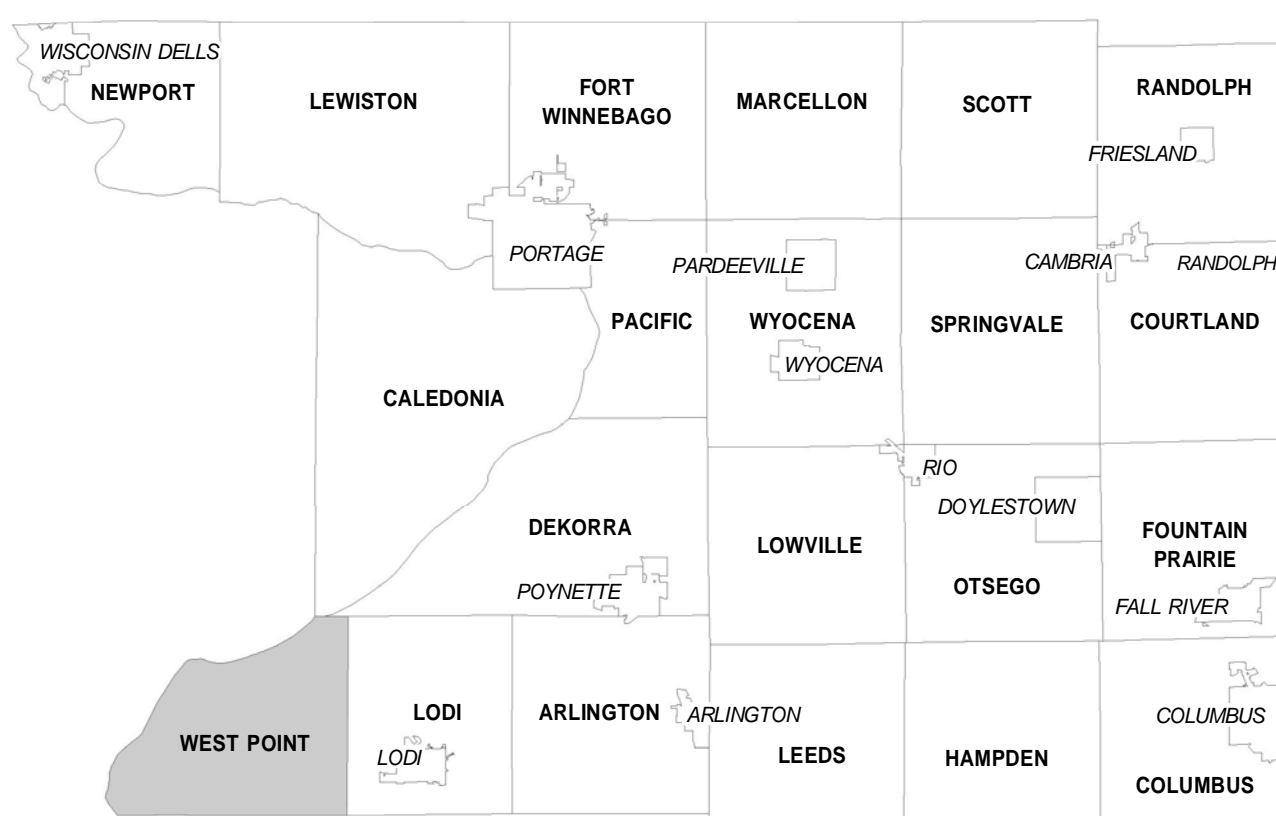 WISCONSIN DELLS
NEWPORT
LEWISTON
FORT
WINNEBAGO
MARCELLON
SCOTT
RANDOLPH
FRIESLAND
PORTAGE
PARDEEVILLE
CAMBRIA
RANDOLPH
PACIFIC
WYOCENA
SPRINGVALE
COURTLAND
WYOCENA
CALEDONIA
RIO
DOYLESTOWN
DEKORRA
LOWVILLE
FOUNTAIN
PRAIRIE
POYNETTE
OTSEGO
FALL RIVER
WEST POINT
LODI
ARLINGTON
ARLINGTON
COLUMBUS
LODI
LEEDS
HAMPDEN
COLUMBUS